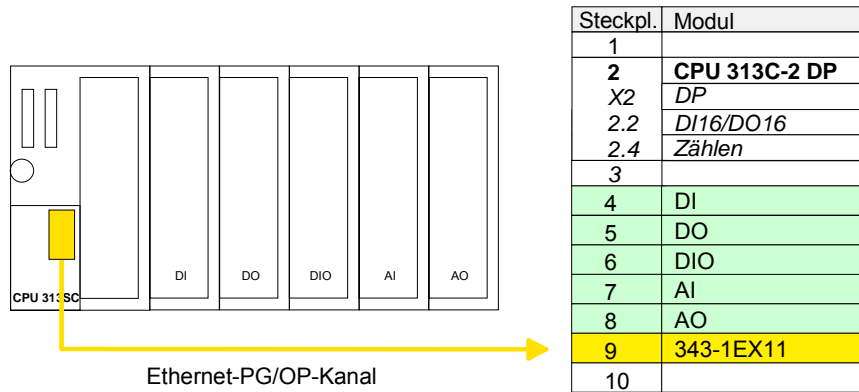 CPU 313SC
DI
DO
DIO
AI
AO
Ethernet-PG/OP-Kanal
Steckpl. Modul
1
2 CPU 313C-2 DP
X2 DP
2.2 DI16/DO16
2.4 Zählen
3
4 DI
5 DO
6 DIO
7 AI
8 AO
9 343-1EX11
10